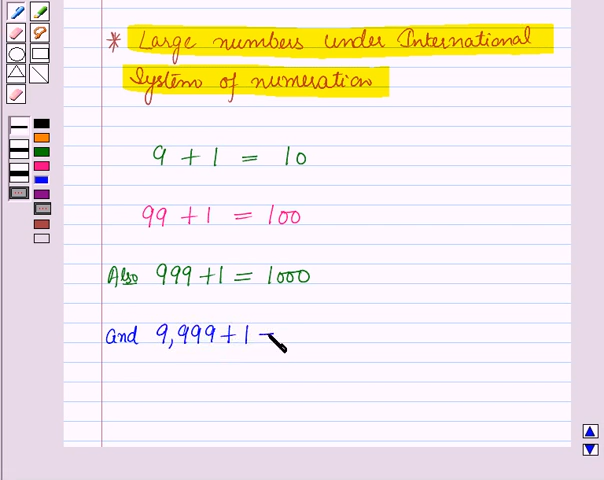 * Large numbers under International
System of numeration
9 + 1 = 10
99 + 1 = 100
Also 999 + 1 = 1000
And 9,999 + 1 -